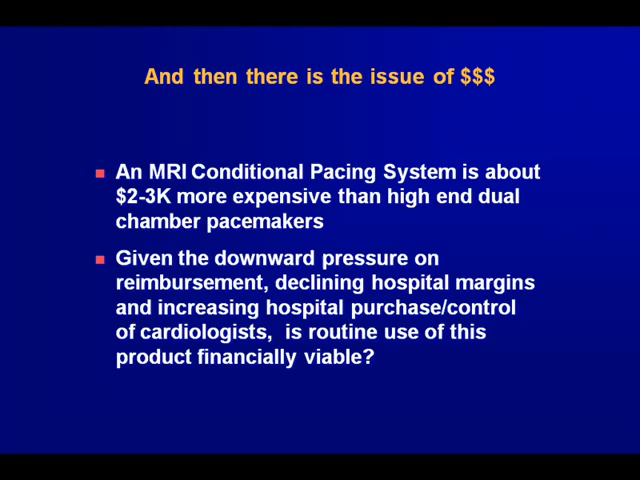 And then there is the issue of $$$
An MRI Conditional Pacing System is about
$2-3K more expensive than high end dual
chamber pacemakers
Given the downward pressure on
reimbursement, declining hospital margins
and increasing hospital purchase/control
of cardiologists, is routine use of this
product financially viable?